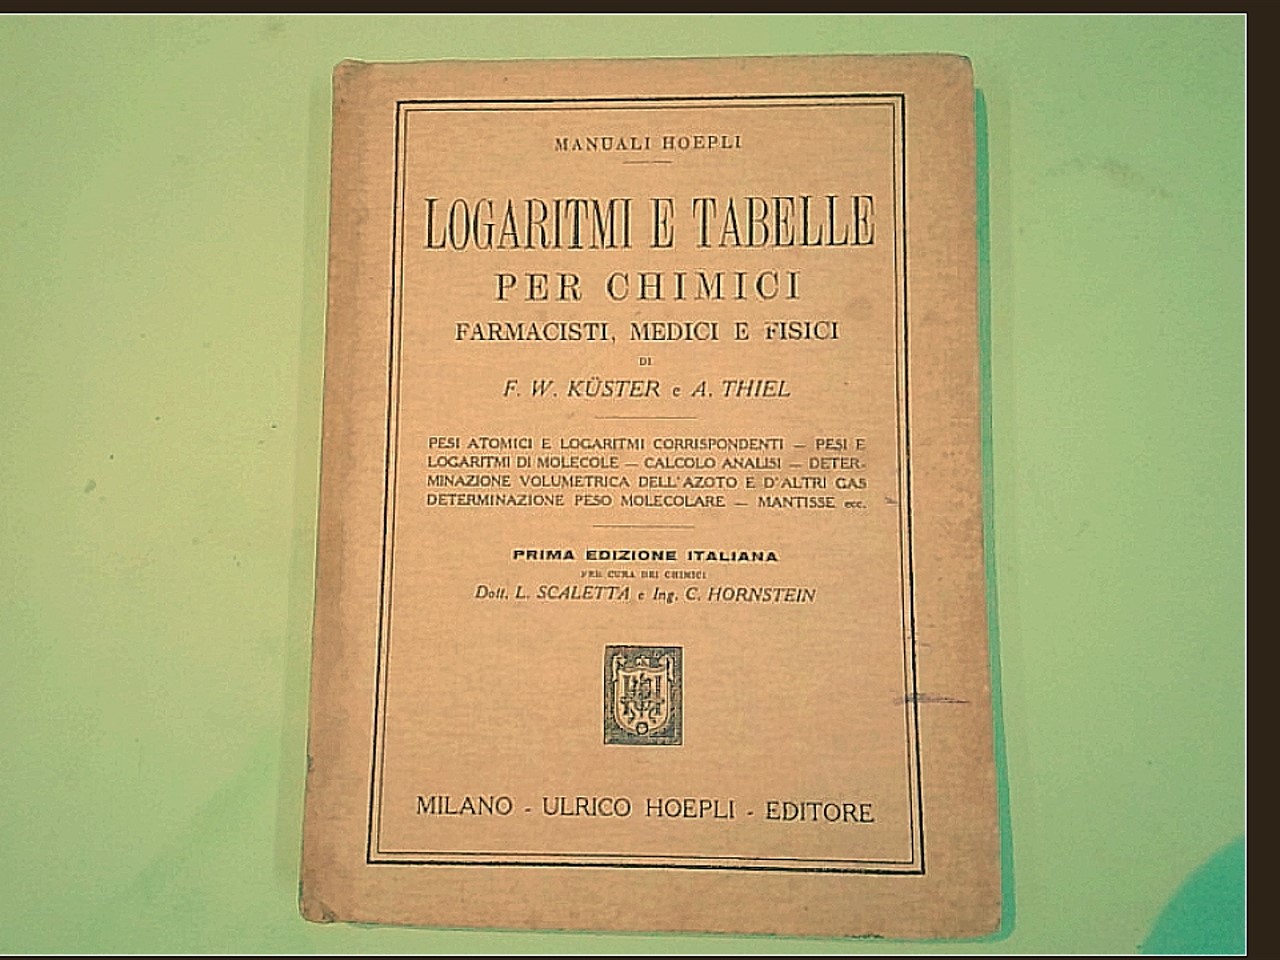 MANUALI HOEPLI
LOGARITMI E TABELLE
PER CHIMICI
FARMACISTI, MEDICI E FISICI
DI
F. W. KÜSTER e A. THIEL
PESI ATOMICI E LOGARITMI CORRISPONDENTI — PESI E
LOGARITMI DI MOLECOLE — CALCOLO ANALISI — DETER-
MINAZIONE VOLUMETRICA DELL'AZOTO E D'ALTRI GAS
DETERMINAZIONE PESO MOLECOLARE — MANTISSE ecc.
PRIMA EDIZIONE ITALIANA
PER CURA DEI CHIMICI
Dott. L. SCALETTA e Ing. C. HORNSTEIN
MILANO - ULRICO HOEPLI - EDITORE